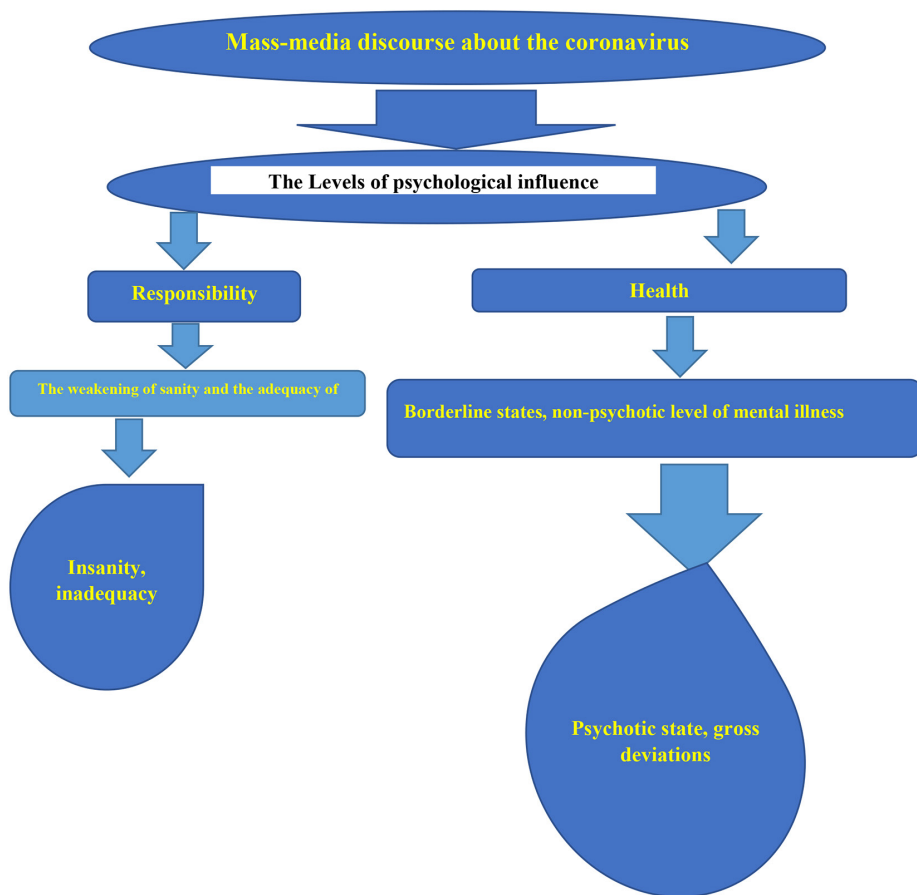 Mass-media discourse about the coronavirus
The Levels of psychological influence
Responsibility
Health
The weakening of sanity and the adequacy of
Borderline states, non-psychotic level of mental illness
Insanity,
inadequacy
Psychotic state, gross
deviations